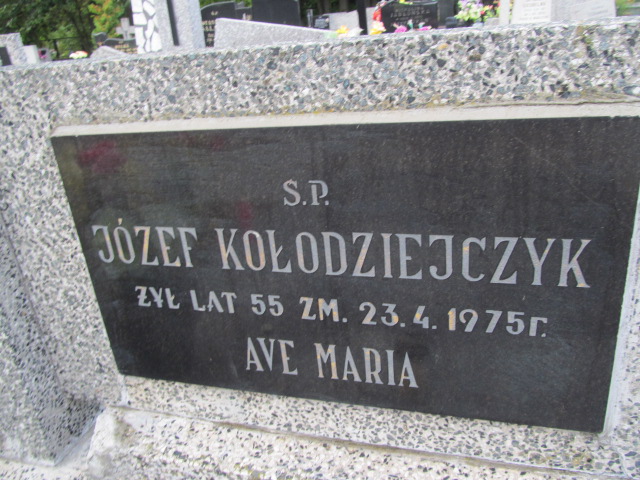 S.P.
JÓZEF KOŁODZIEJCZYK
ŻYŁ LAT 55 ZM. 23.4.1975r.
AVE MARIA